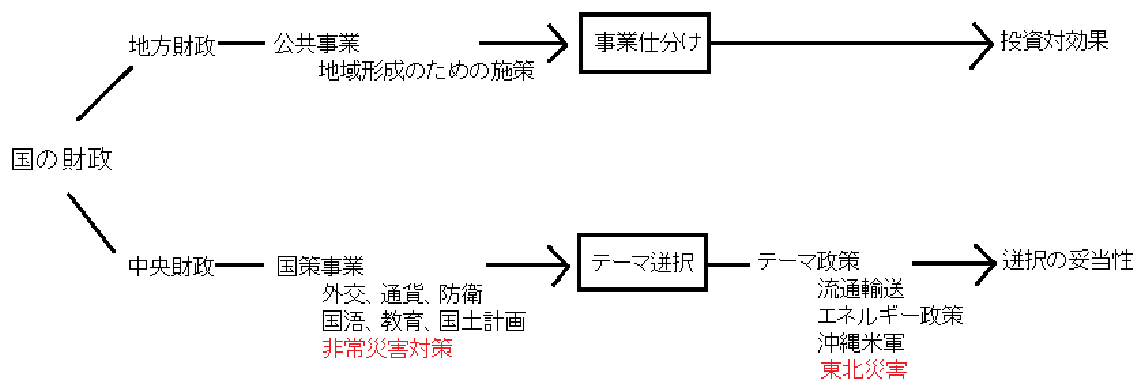 地方財政
公共事業
地域形成のための施策
事業仕分け
投資対効果
国の財政
中央財政
国策事業
外交、通貨、防衛
国語、教育、国土計画
非常災害対策
テーマ選択
テーマ政策
流通輸送
エネルギー政策
沖縄米軍
東北災害
選択の妥当性